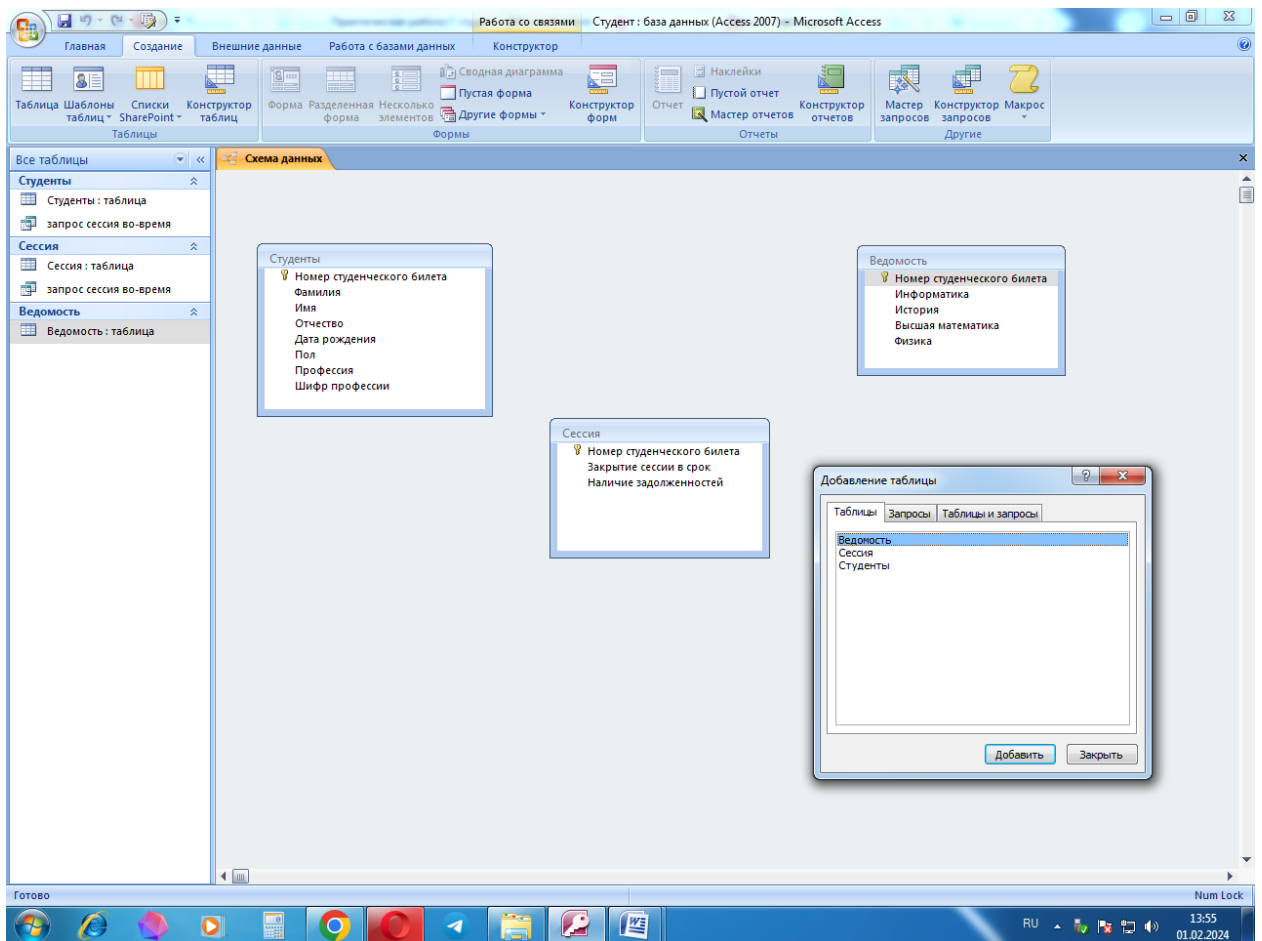 Работа со связями Студент : база данных (Access 2007) - Microsoft Access
Главная Создание Внешние данные Работа с базами данных Конструктор
Таблица
Шаблоны таблиц
Списки SharePoint
Конструктор таблиц
Таблицы
Форма
Разделенная форма
Несколько элементов
Сводная диаграмма
Пустая форма
Другие формы
Конструктор форм
Формы
Отчет
Наклейки
Пустой отчет
Мастер отчетов
Конструктор отчетов
Отчеты
Мастер запросов
Конструктор запросов
Макрос
Другие
Все таблицы
Студенты
Студенты : таблица
запрос сессия во-время
Сессия
Сессия : таблица
запрос сессия во-время
Ведомость
Ведомость : таблица
Схема данных
Студенты
Номер студенческого билета
Фамилия
Имя
Отчество
Дата рождения
Пол
Профессия
Шифр профессии
Сессия
Номер студенческого билета
Закрытие сессии в срок
Наличие задолженностей
Ведомость
Номер студенческого билета
Информатика
История
Высшая математика
Физика
Добавление таблицы
Таблицы Запросы Таблицы и запросы
Ведомость
Сессия
Студенты
Добавить Закрыть
Готово Num Lock
RU 13:55
01.02.2024